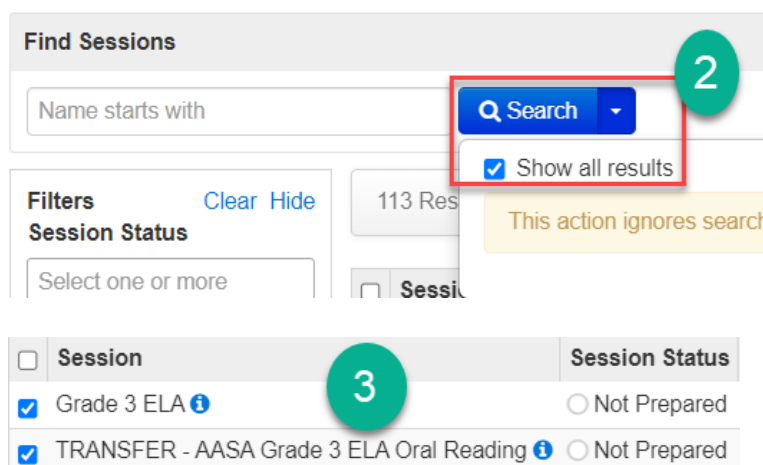 Find Sessions
2
Name starts with
Search
Show all results
Filters Clear Hide
113 Res
This action ignores search
Session Status
Select one or more
Session Session Status
3
Grade 3 ELA Not Prepared
TRANSFER - AASA Grade 3 ELA Oral Reading Not Prepared